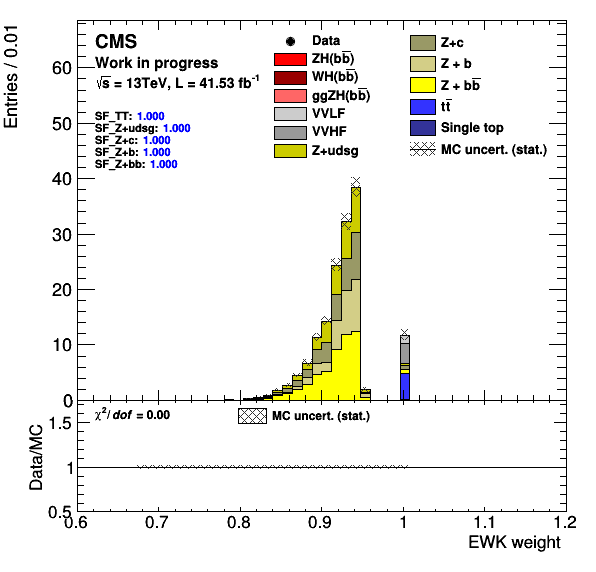 Entries / 0.01
CMS
Work in progress
√s = 13TeV, L = 41.53 fb⁻¹
SF_TT: 1.000
SF_Z+udsg: 1.000
SF_Z+c: 1.000
SF_Z+b: 1.000
SF_Z+bb: 1.000
Data
ZH(bb̅)
WH(bb̅)
ggZH(bb̅)
VVLF
VVHF
Z+udsg
Z+c
Z + b
Z + bb̅
tt̅
Single top
MC uncert. (stat.)
60
50
40
30
20
10
0
χ²/dof = 0.00
MC uncert. (stat.)
Data/MC
1.5
1
0.5
0.6 0.7 0.8 0.9 1 1.1 1.2
EWK weight